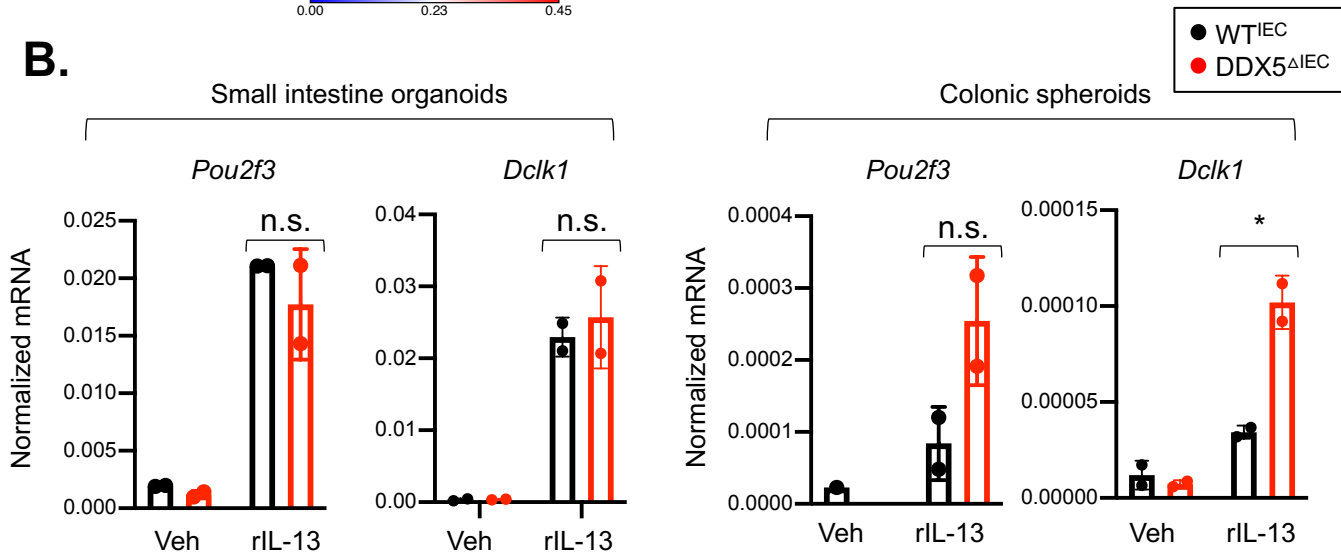 0.00 0.23 0.45
B.
WTᴵᴱᶜ
DDX5^ΔIEC
Small intestine organoids
Colonic spheroids
Pou2f3
Dclk1
Pou2f3
Dclk1
Normalized mRNA
0.025
0.020
0.015
0.010
0.005
0.000
n.s.
Veh rIL-13
0.04
0.03
0.02
0.01
0.00
n.s.
Veh rIL-13
Normalized mRNA
0.0004
0.0003
0.0002
0.0001
0.0000
n.s.
Veh rIL-13
0.00015
0.00010
0.00005
0.00000
*
Veh rIL-13